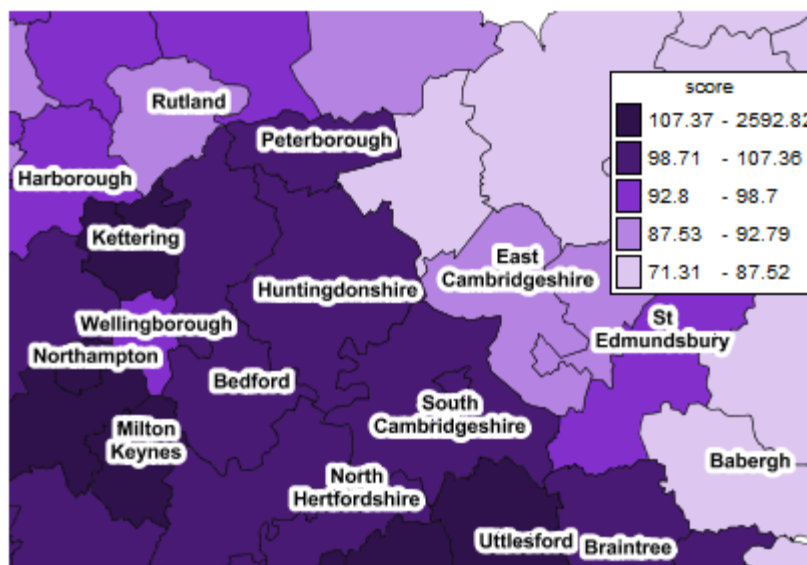 score
107.37 - 2592.82
98.71 - 107.36
92.8 - 98.7
87.53 - 92.79
71.31 - 87.52
Rutland
Peterborough
Harborough
Kettering
East
Cambridgeshire
Huntingdonshire
Wellingborough
St
Edmundsbury
Northampton
Bedford
South
Cambridgeshire
Milton
Keynes
Babergh
North
Hertfordshire
Uttlesford
Braintree